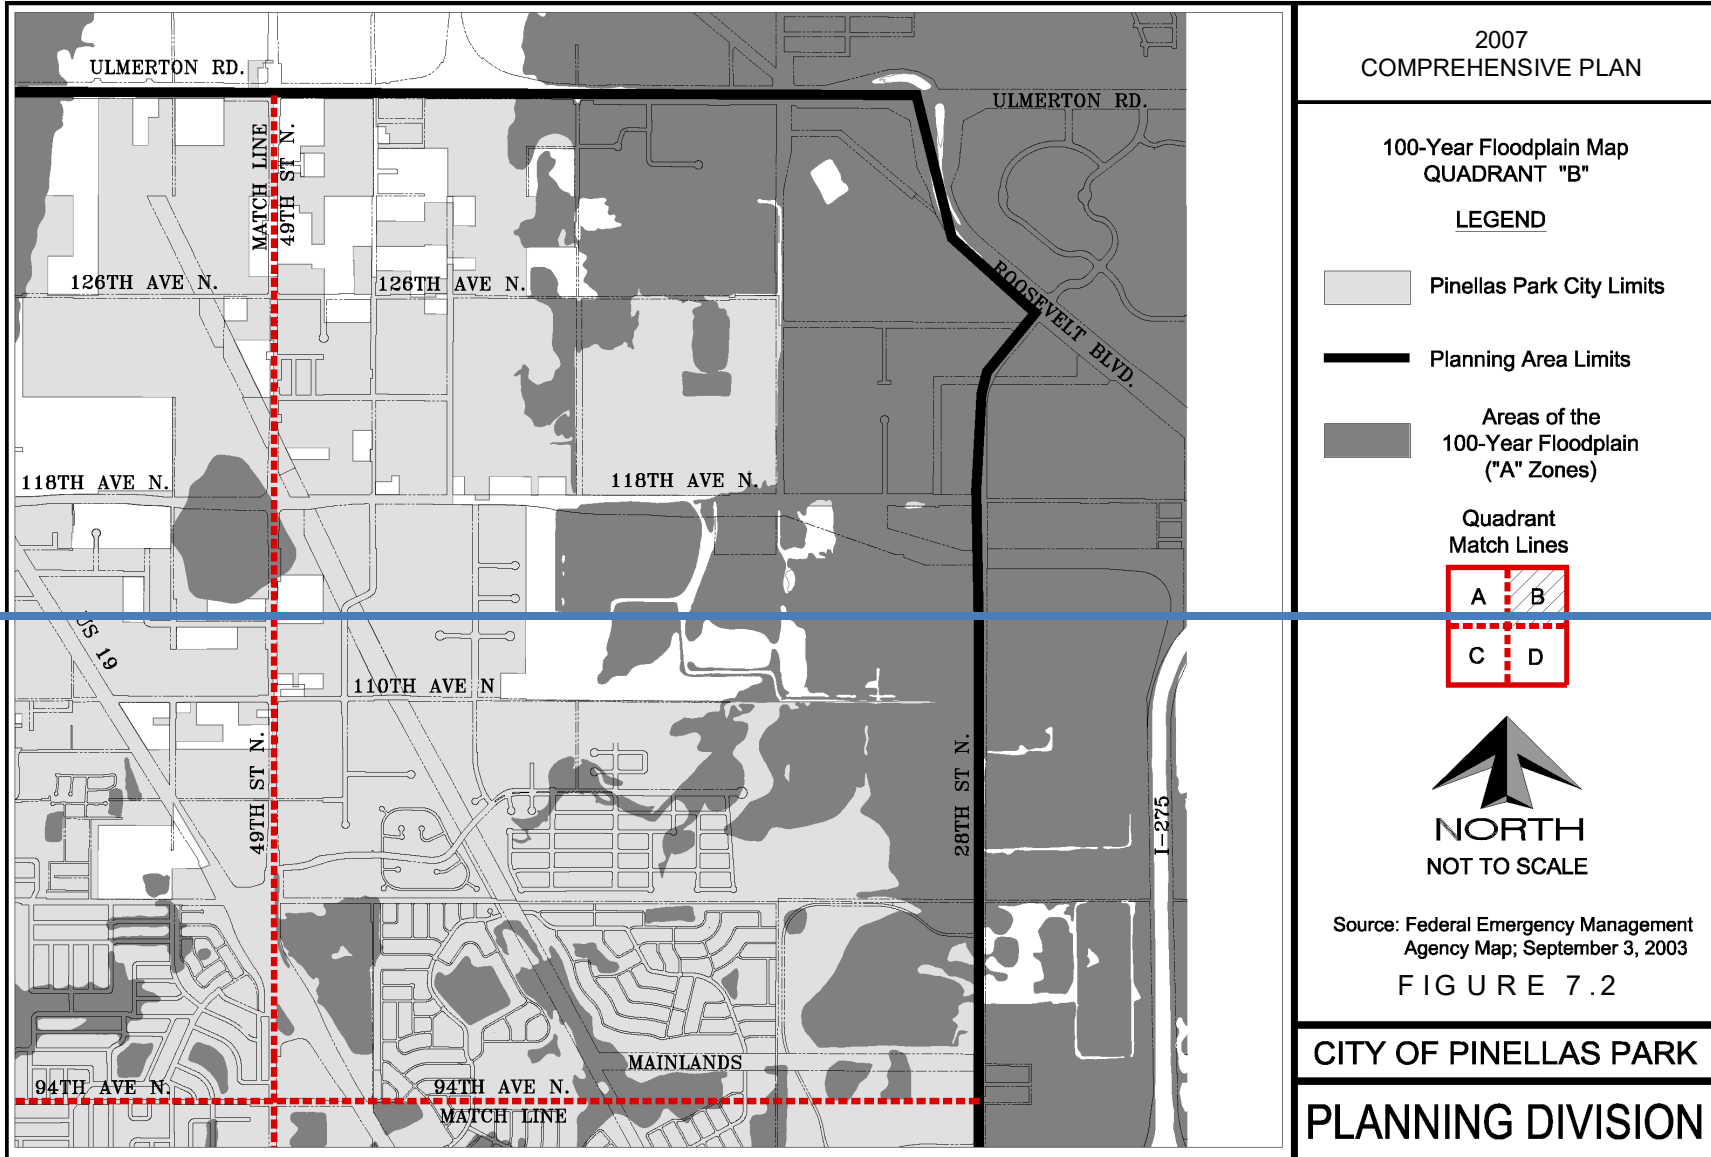 ULMERTON RD.
ULMERTON RD.
MATCH LINE
49TH ST N.
126TH AVE N.
126TH AVE N.
ROOSEVELT BLVD.
118TH AVE N.
118TH AVE N.
US 19
110TH AVE N
49TH ST N.
28TH ST N.
I-275
MAINLANDS
94TH AVE N.
94TH AVE N.
MATCH LINE
2007
COMPREHENSIVE PLAN
100-Year Floodplain Map
QUADRANT "B"
LEGEND
Pinellas Park City Limits
Planning Area Limits
Areas of the
100-Year Floodplain
("A" Zones)
Quadrant
Match Lines
A B
C D
NORTH
NOT TO SCALE
Source: Federal Emergency Management
Agency Map; September 3, 2003
FIGURE 7.2
CITY OF PINELLAS PARK
PLANNING DIVISION